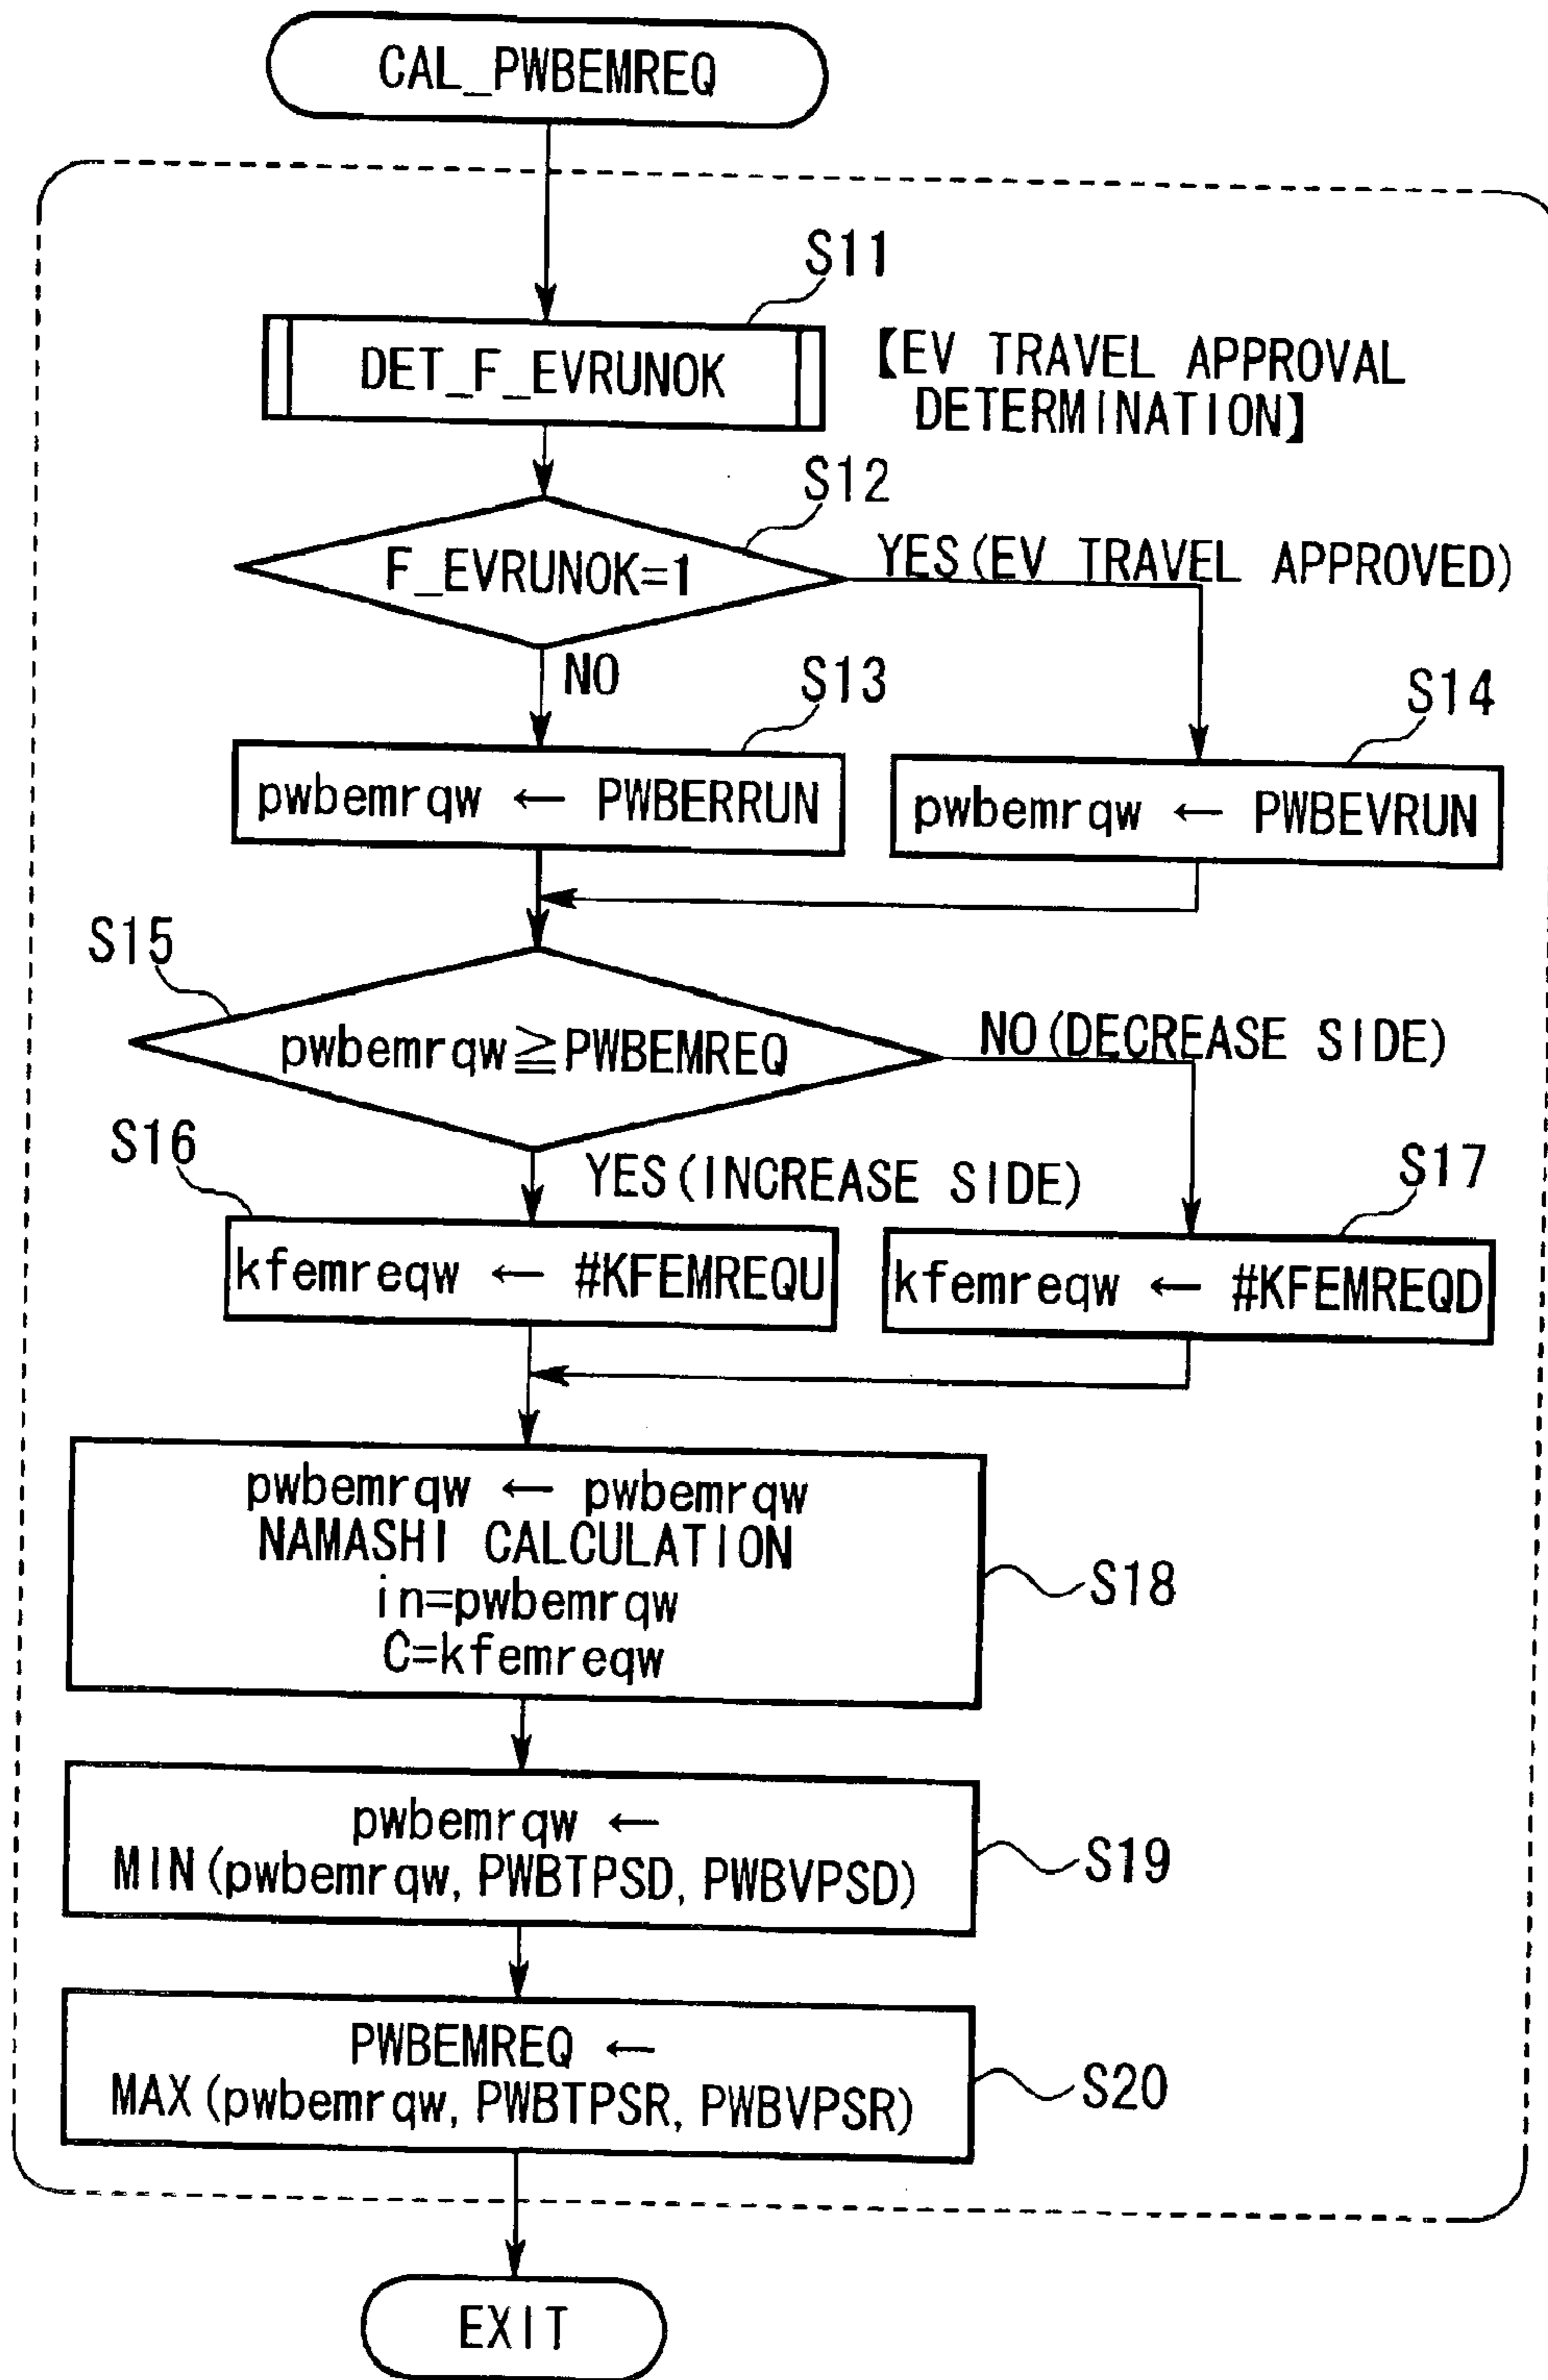 CAL_PWBEMREQ
S11
DET_F_EVRUNOK
【EV TRAVEL APPROVAL
DETERMINATION】
S12
F_EVRUNOK=1
YES(EV TRAVEL APPROVED)
NO
S13
S14
pwbemrqw ← PWBERRUN
pwbemrqw ← PWBEVRUN
S15
pwbemrqw≧PWBEMREQ
NO(DECREASE SIDE)
S16
YES(INCREASE SIDE)
S17
kfemreqw ← #KFEMREQU
kfemreqw ← #KFEMREQD
pwbemrqw ← pwbemrqw
NAMASHI CALCULATION
in=pwbemrqw
C=kfemreqw
S18
pwbemrqw ←
MIN(pwbemrqw, PWBTPSD, PWBVPSD)
S19
PWBEMREQ ←
MAX(pwbemrqw, PWBTPSR, PWBVPSR)
S20
EXIT